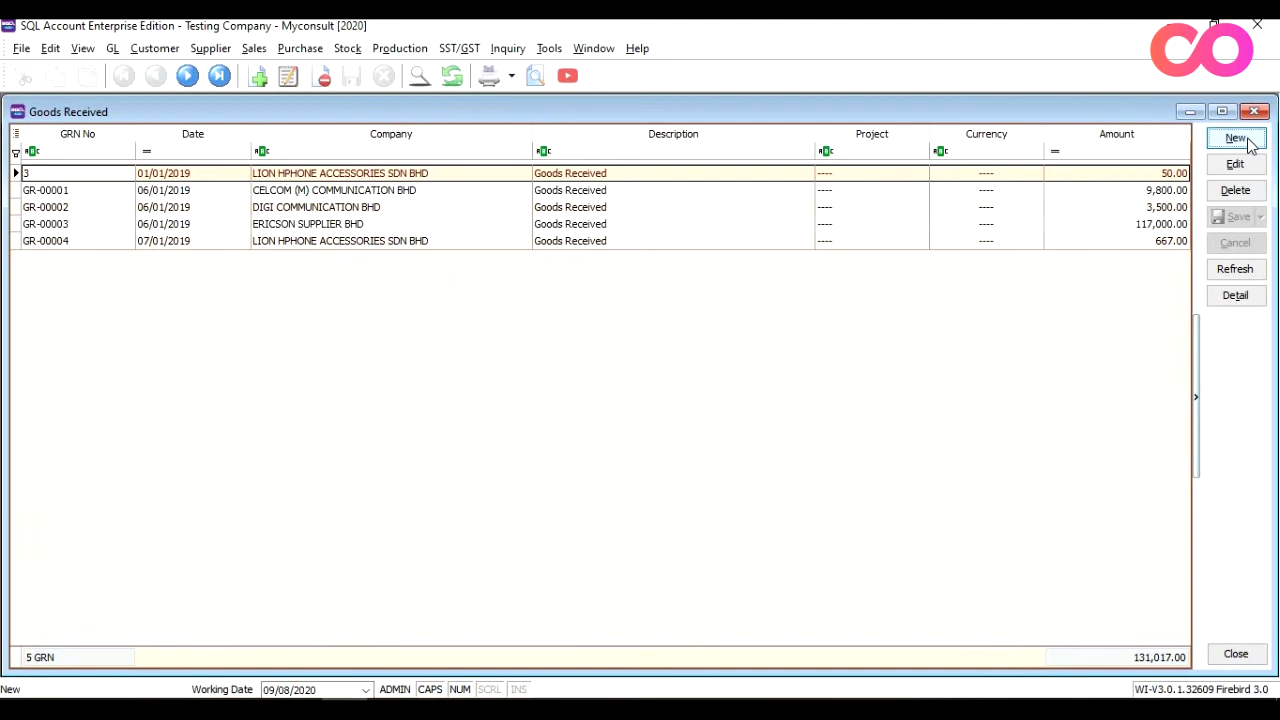 SQL Account Enterprise Edition - Testing Company - Myconsult [2020]
File Edit View GL Customer Supplier Sales Purchase Stock Production SST/GST Inquiry Tools Window Help
CO
Goods Received
GRN No Date Company Description Project Currency Amount
New
3 01/01/2019 LION HPHONE ACCESSORIES SDN BHD Goods Received ---- ---- 50.00
Edit
GR-00001 06/01/2019 CELCOM (M) COMMUNICATION BHD Goods Received ---- ---- 9,800.00
Delete
GR-00002 06/01/2019 DIGI COMMUNICATION BHD Goods Received ---- ---- 3,500.00
Save
GR-00003 06/01/2019 ERICSON SUPPLIER BHD Goods Received ---- ---- 117,000.00
GR-00004 07/01/2019 LION HPHONE ACCESSORIES SDN BHD Goods Received ---- ---- 667.00
Cancel
Refresh
Detail
5 GRN 131,017.00
Close
New Working Date 09/08/2020 ADMIN CAPS NUM SCRL INS WI-V3.0.1.32609 Firebird 3.0